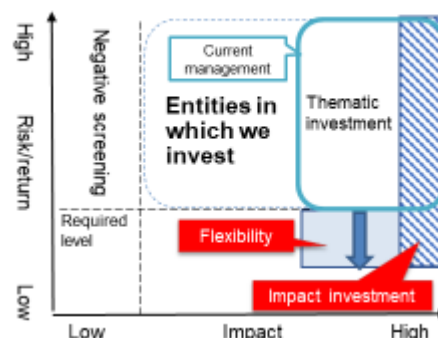 High
Risk/return
Low
Negative screening
Current
management
Entities in
which we
invest
Thematic
investment
Required
level
Flexibility
Impact investment
Low
Impact
High